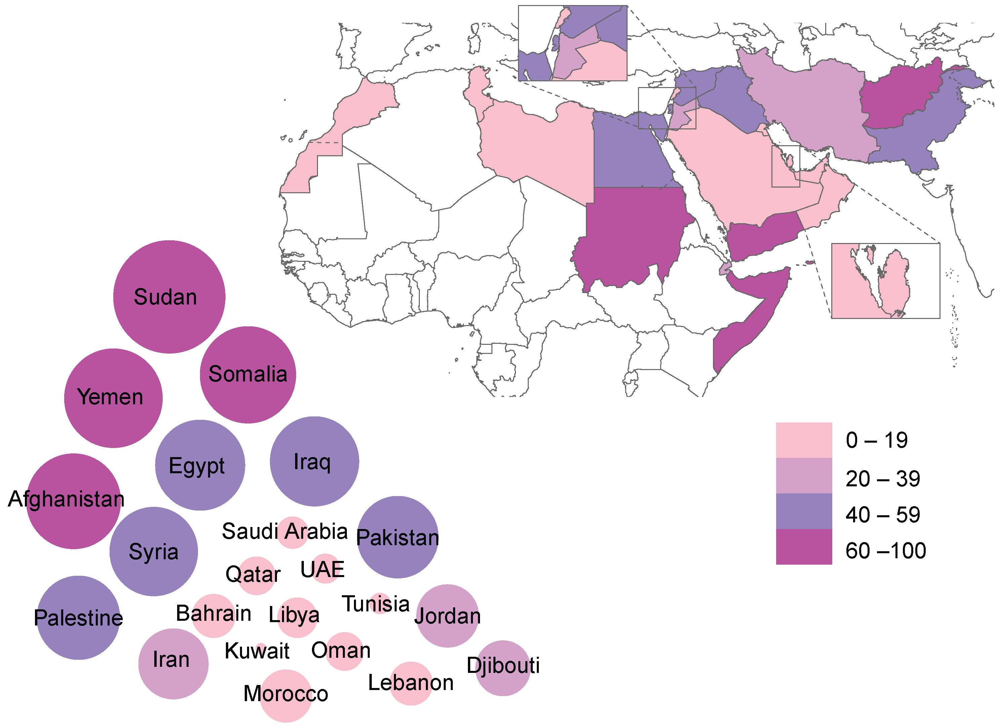 Sudan
Somalia
Yemen
Egypt
Iraq
Afghanistan
Saudi Arabia
Pakistan
Syria
Qatar
UAE
Tunisia
Palestine
Bahrain
Libya
Jordan
Iran
Kuwait
Oman
Djibouti
Morocco
Lebanon
0 – 19
20 – 39
40 – 59
60 –100